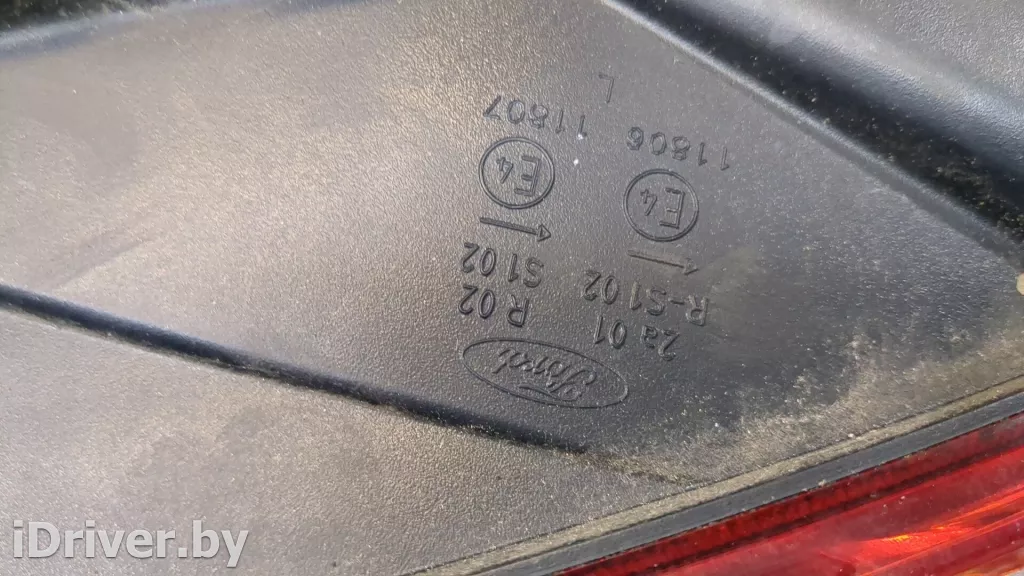 Ford
2a 01 R 02
R-S1 02 S1 02
← ←
E4 E4
11806 11807
L
iDriver.by